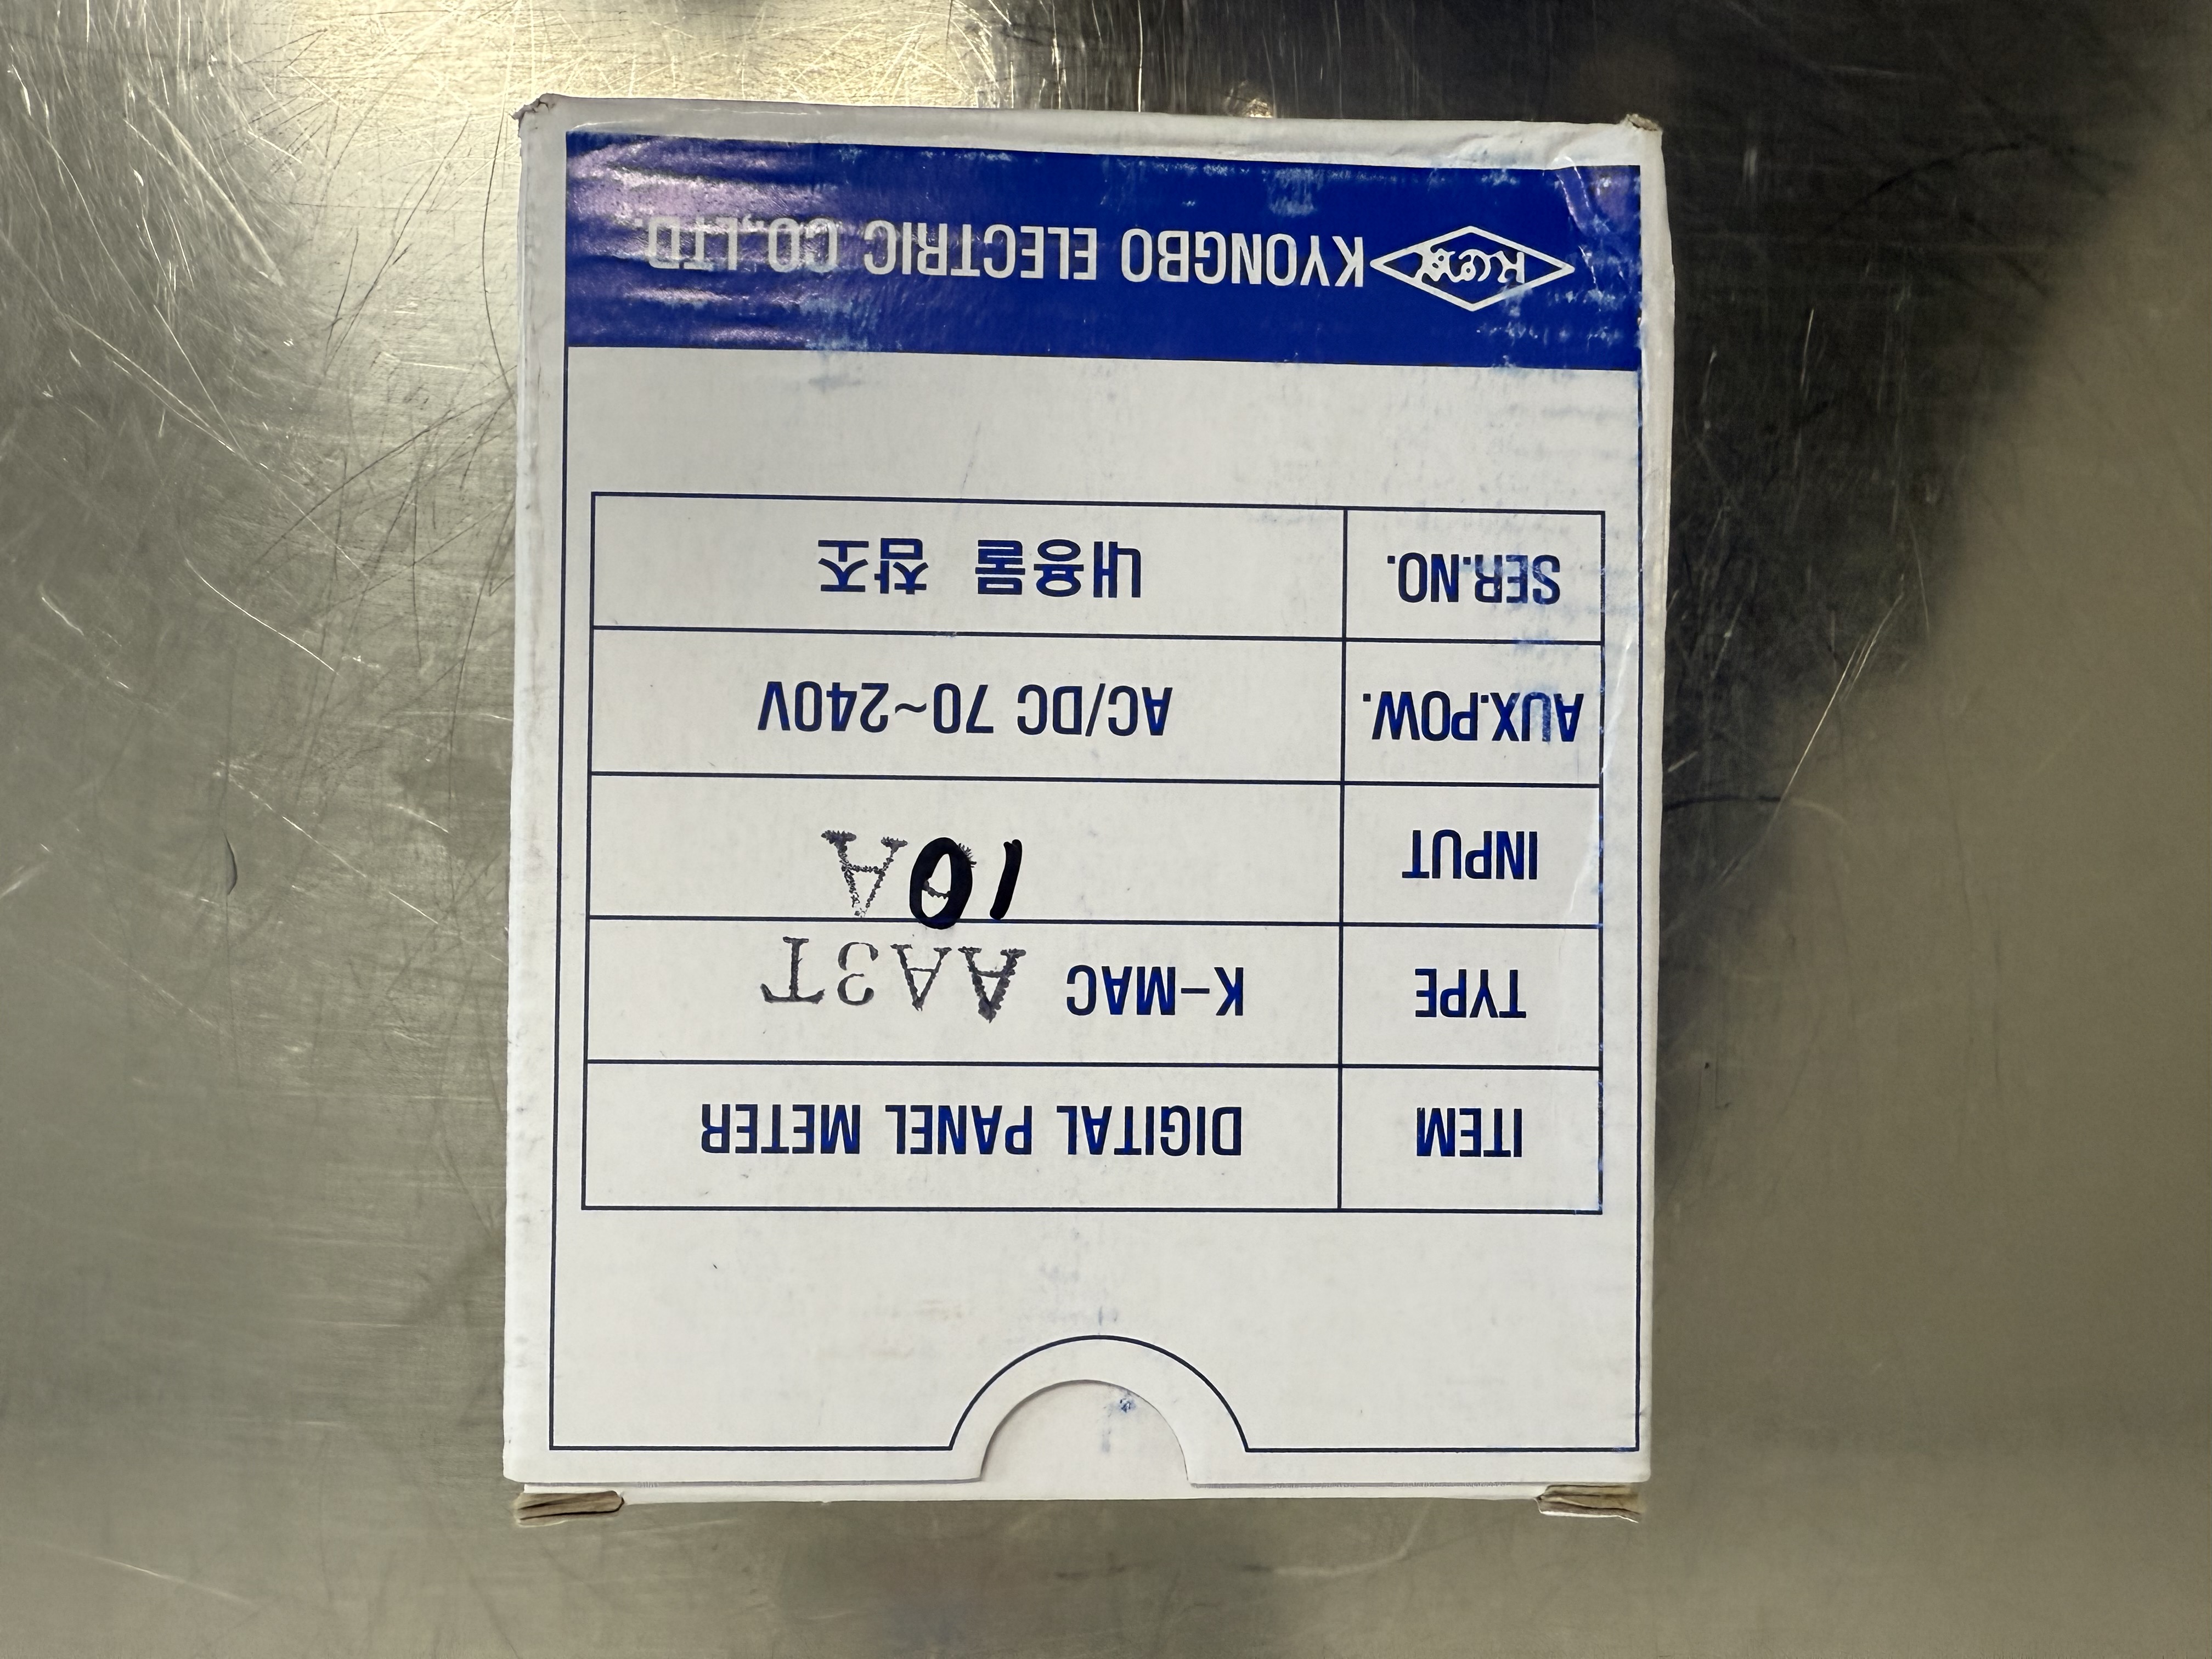 ITEM DIGITAL PANEL METER
TYPE K-MAC AA3T
INPUT 10A
AUX.POW. AC/DC 70~240V
SER.NO. 내용물 참조
KYONGBO ELECTRIC CO.,LTD.